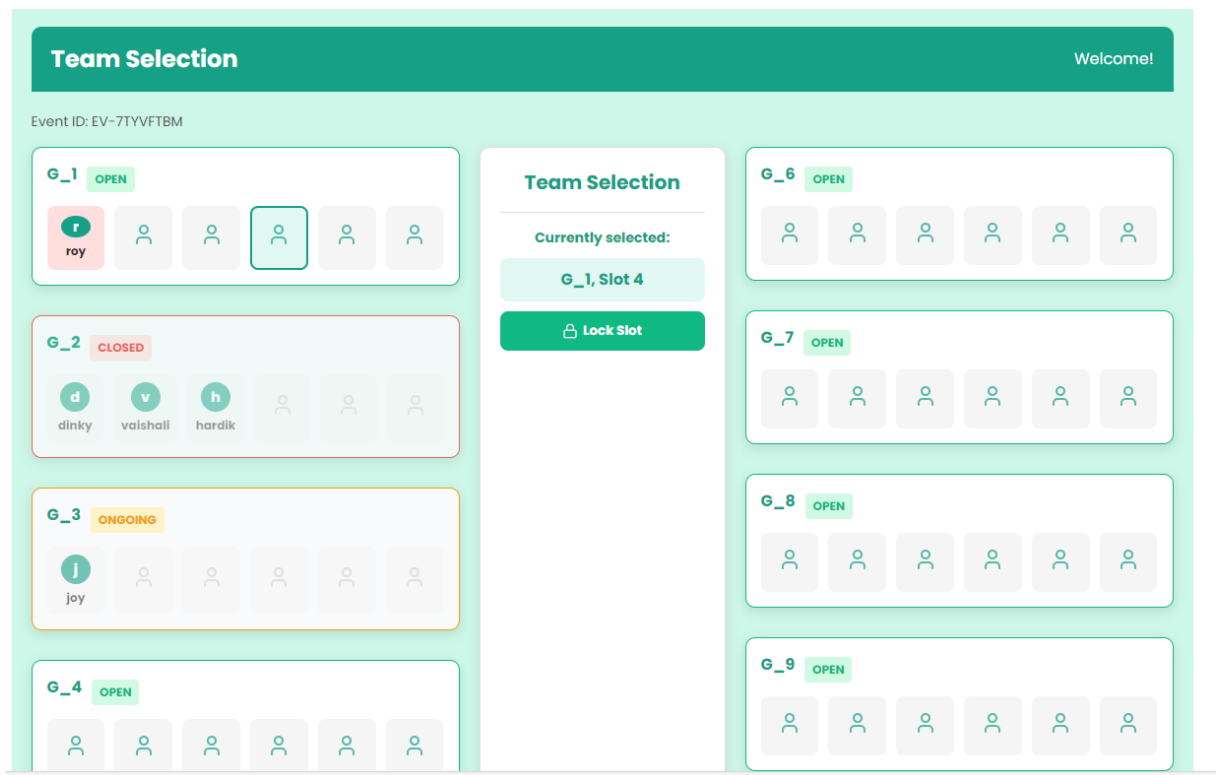 Team Selection
Welcome!
Event ID: EV-7TYVFTBM
G_1 OPEN
r
roy
G_2 CLOSED
d v h
dinky vaishali hardik
G_3 ONGOING
j
joy
G_4 OPEN
Team Selection
Currently selected:
G_1, Slot 4
Lock Slot
G_6 OPEN
G_7 OPEN
G_8 OPEN
G_9 OPEN